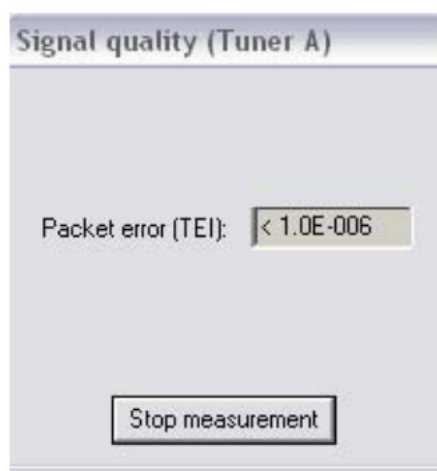 Signal quality (Tuner A)
Packet error (TEI): < 1.0E-006
Stop measurement